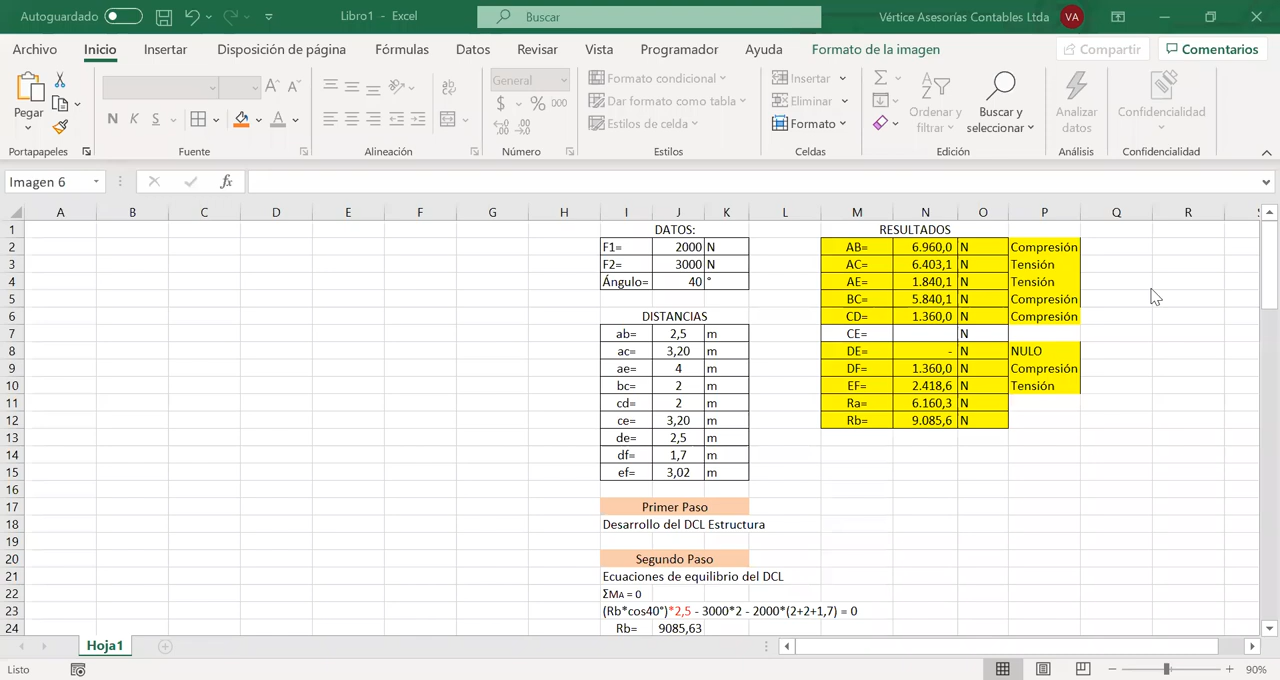 Autoguardado Libro1 - Excel Buscar Vértice Asesorías Contables Ltda VA
Archivo Inicio Insertar Disposición de página Fórmulas Datos Revisar Vista Programador Ayuda Formato de la imagen Compartir Comentarios
General Formato condicional Insertar
Pegar N K S $ % 000 Dar formato como tabla Eliminar Ordenar y filtrar Buscar y seleccionar Analizar datos Confidencialidad
Estilos de celda Formato
Portapapeles Fuente Alineación Número Estilos Celdas Edición Análisis Confidencialidad
Imagen 6 fx
A B C D E F G H I J K L M N O P Q R S
1 DATOS: RESULTADOS
2 F1= 2000 N AB= 6.960,0 N Compresión
3 F2= 3000 N AC= 6.403,1 N Tensión
4 Ángulo= 40 ° AE= 1.840,1 N Tensión
5 BC= 5.840,1 N Compresión
6 DISTANCIAS CD= 1.360,0 N Compresión
7 ab= 2,5 m CE= N
8 ac= 3,20 m DE= - N NULO
9 ae= 4 m DF= 1.360,0 N Compresión
10 bc= 2 m EF= 2.418,6 N Tensión
11 cd= 2 m Ra= 6.160,3 N
12 ce= 3,20 m Rb= 9.085,6 N
13 de= 2,5 m
14 df= 1,7 m
15 ef= 3,02 m
16
17 Primer Paso
18 Desarrollo del DCL Estructura
19
20 Segundo Paso
21 Ecuaciones de equilibrio del DCL
22 ΣMA = 0
23 (Rb*cos40°)*2,5 - 3000*2 - 2000*(2+2+1,7) = 0
24 Rb= 9085,63
Hoja1
Listo 90%